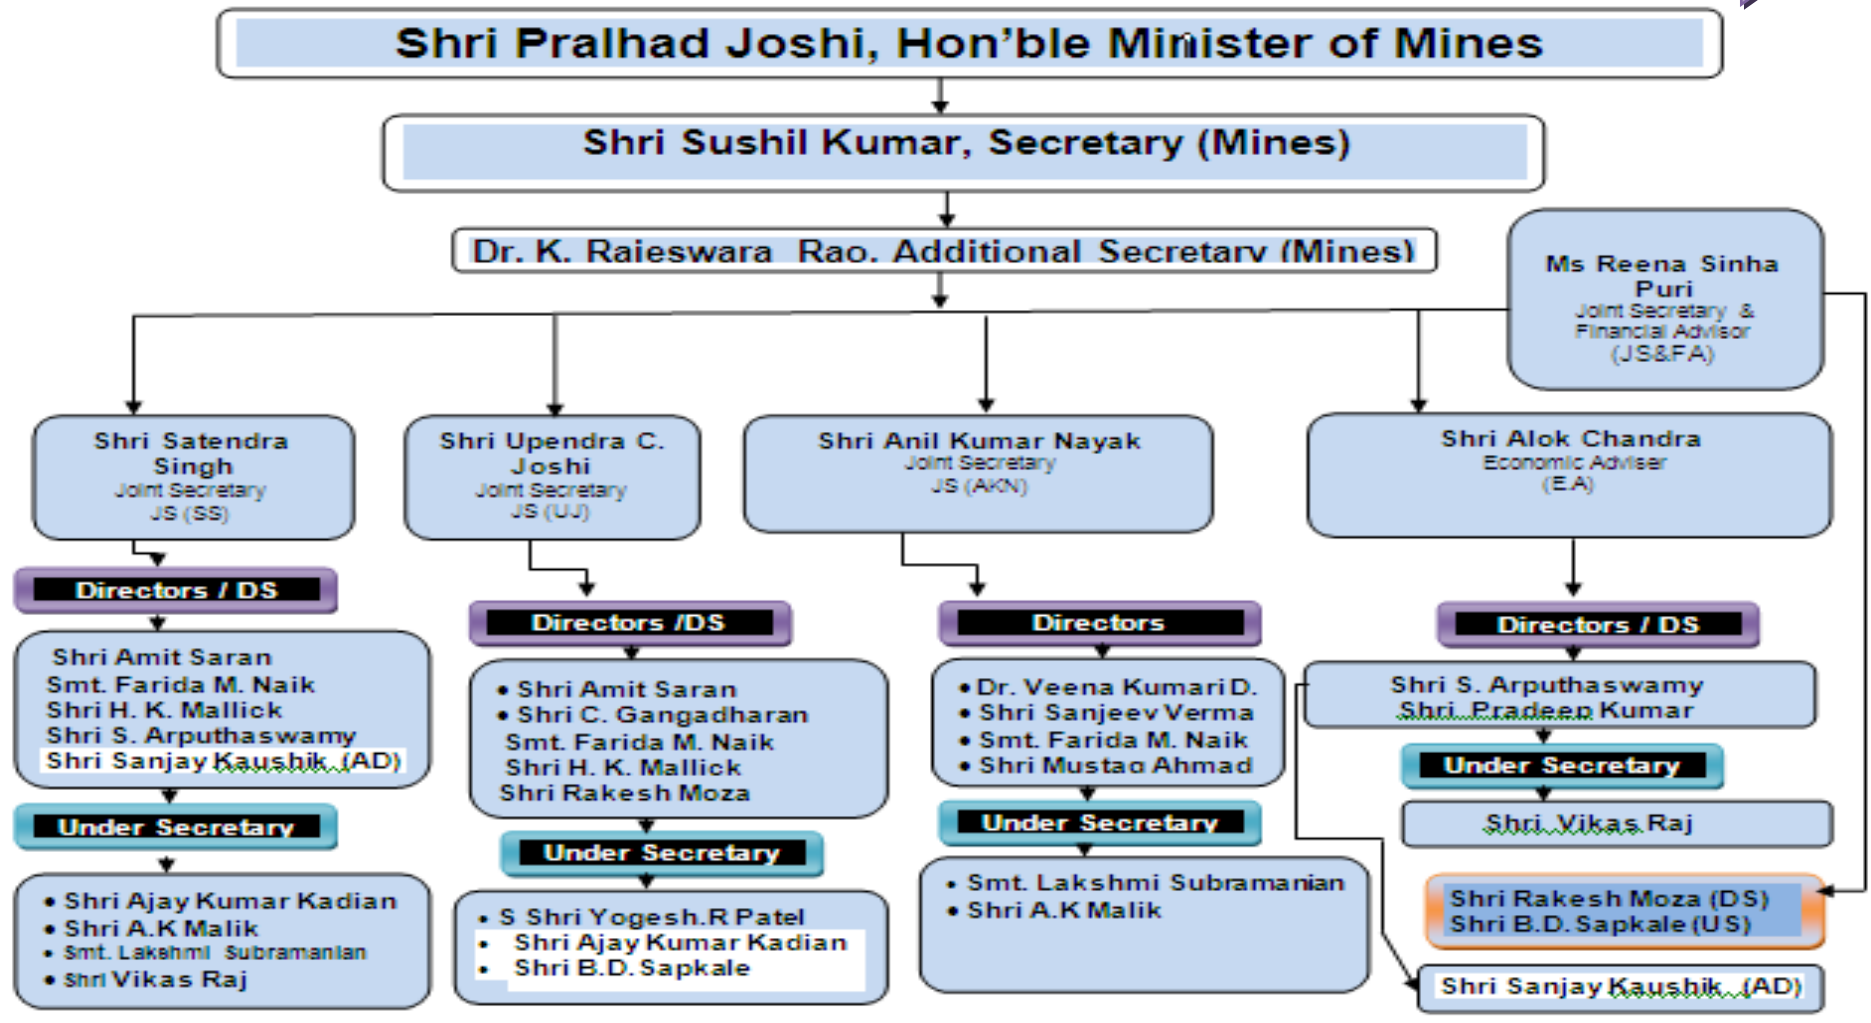 Shri Pralhad Joshi, Hon'ble Minister of Mines
Shri Sushil Kumar, Secretary (Mines)
Dr. K. Rajeswara Rao, Additional Secretary (Mines)
Ms Reena Sinha
Puri
Joint Secretary &
Financial Advisor
(JS&FA)
Shri Satendra
Singh
Joint Secretary
JS (SS)
Shri Upendra C.
Joshi
Joint Secretary
JS (UJ)
Shri Anil Kumar Nayak
Joint Secretary
JS (AKN)
Shri Alok Chandra
Economic Adviser
(E.A)
Directors / DS
Shri Amit Saran
Smt. Farida M. Naik
Shri H. K. Mallick
Shri S. Arputhaswamy
Shri Sanjay Kaushik (AD)
Under Secretary
• Shri Ajay Kumar Kadian
• Shri A.K Malik
• Smt. Lakshmi Subramanian
• Shri Vikas Raj
Directors /DS
• Shri Amit Saran
• Shri C. Gangadharan
Smt. Farida M. Naik
Shri H. K. Mallick
Shri Rakesh Moza
Under Secretary
• S Shri Yogesh.R Patel
• Shri Ajay Kumar Kadian
• Shri B.D. Sapkale
Directors
• Dr. Veena Kumari D.
• Shri Sanjeev Verma
• Smt. Farida M. Naik
• Shri Mustaq Ahmad
Under Secretary
• Smt. Lakshmi Subramanian
• Shri A.K Malik
Directors / DS
Shri S. Arputhaswamy
Shri Pradeep Kumar
Under Secretary
Shri Vikas Raj
Shri Rakesh Moza (DS)
Shri B.D. Sapkale (US)
Shri Sanjay Kaushik (AD)